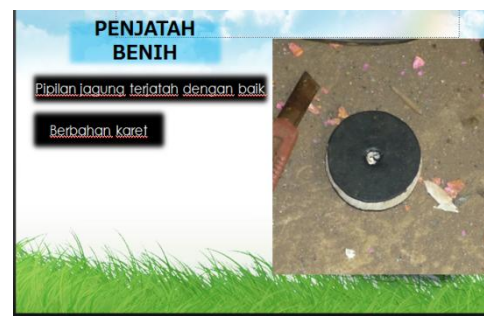 PENJATAH
BENIH
Pipilan jagung terjatah dengan baik
Berbahan karet